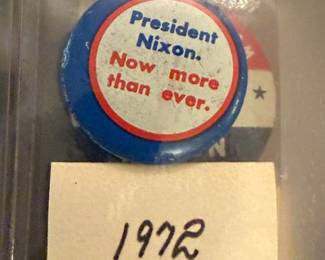 President
Nixon.
Now more
than ever.
1972